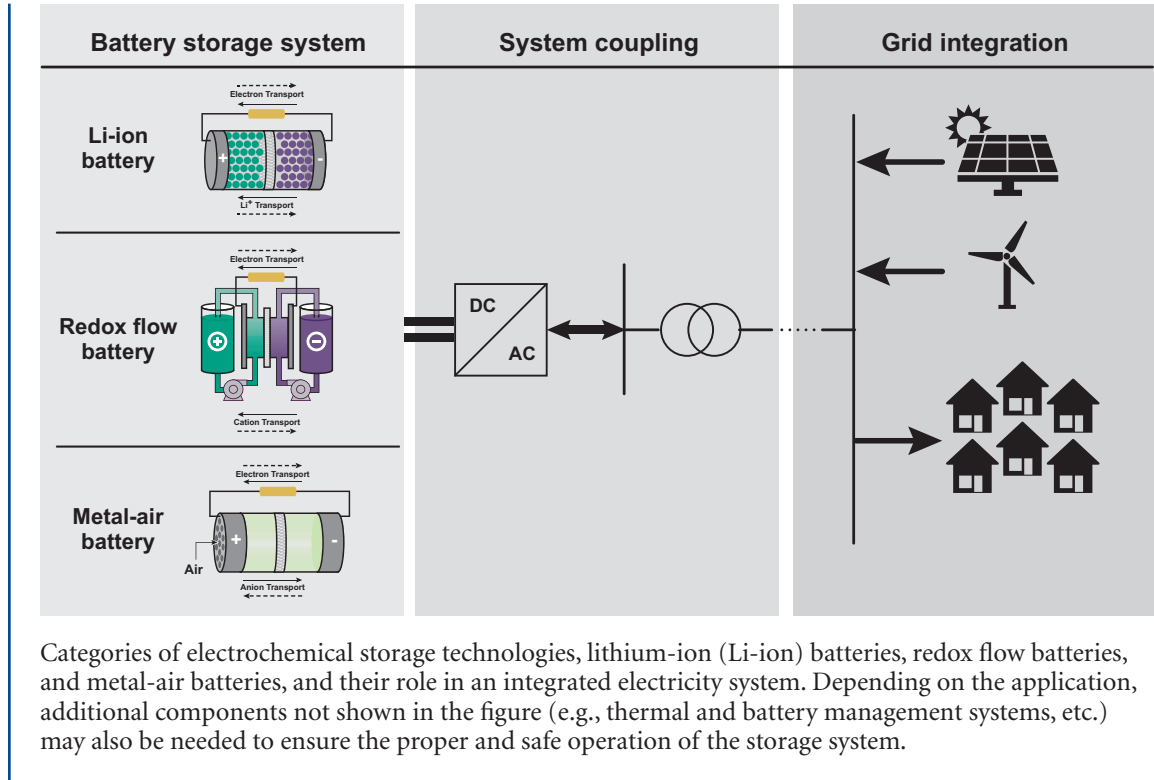 Battery storage system
System coupling
Grid integration
Electron Transport
Li-ion
battery
+
-
Li⁺ Transport
Electron Transport
Redox flow
battery
+
−
Cation Transport
DC
AC
Electron Transport
Metal-air
battery
+
-
Air
Anion Transport
Categories of electrochemical storage technologies, lithium-ion (Li-ion) batteries, redox flow batteries,
and metal-air batteries, and their role in an integrated electricity system. Depending on the application,
additional components not shown in the figure (e.g., thermal and battery management systems, etc.)
may also be needed to ensure the proper and safe operation of the storage system.